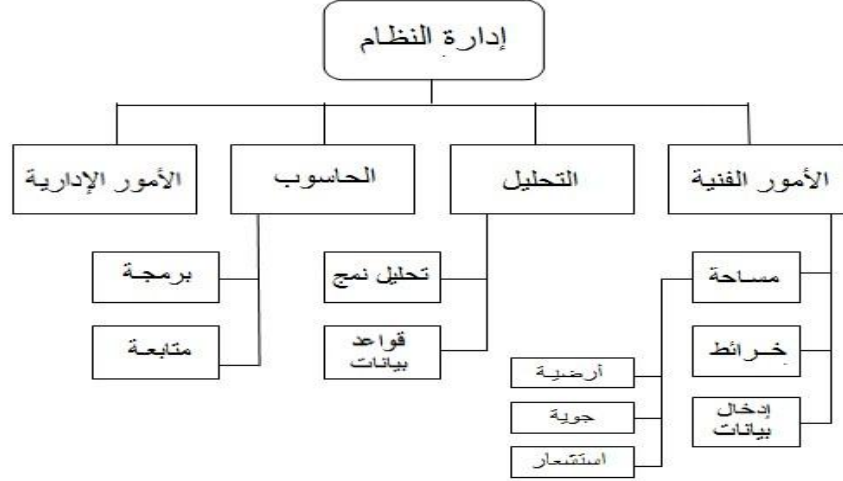 إدارة النظام
الأمور الفنية
التحليل
الحاسوب
الأمور الإدارية
مساحة
تحليل نمج
برمجة
خرائط
قواعد
بيانات
متابعة
أرضية
جوية
إدخال
بيانات
استشعار